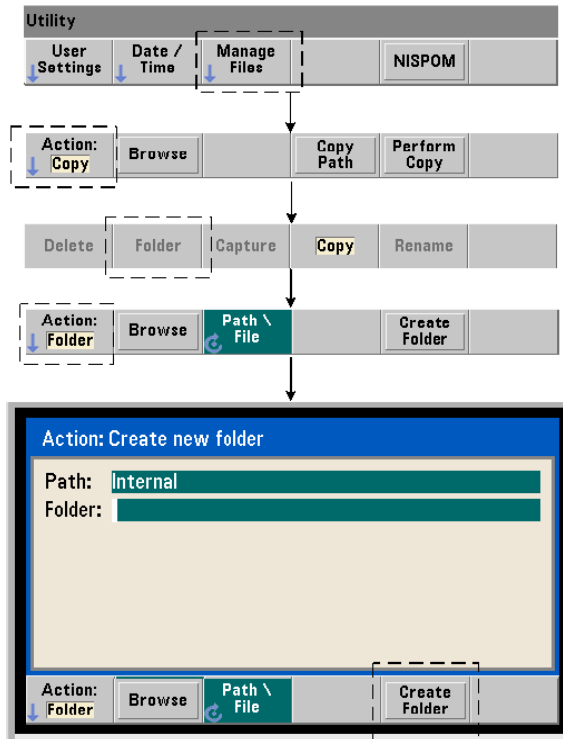 Utility
User Settings
Date / Time
Manage Files
NISPOM
Action: Copy
Browse
Copy Path
Perform Copy
Delete
Folder
Capture
Copy
Rename
Action: Folder
Browse
Path \ File
Create Folder
Action: Create new folder
Path: Internal
Folder:
Action: Folder
Browse
Path \ File
Create Folder